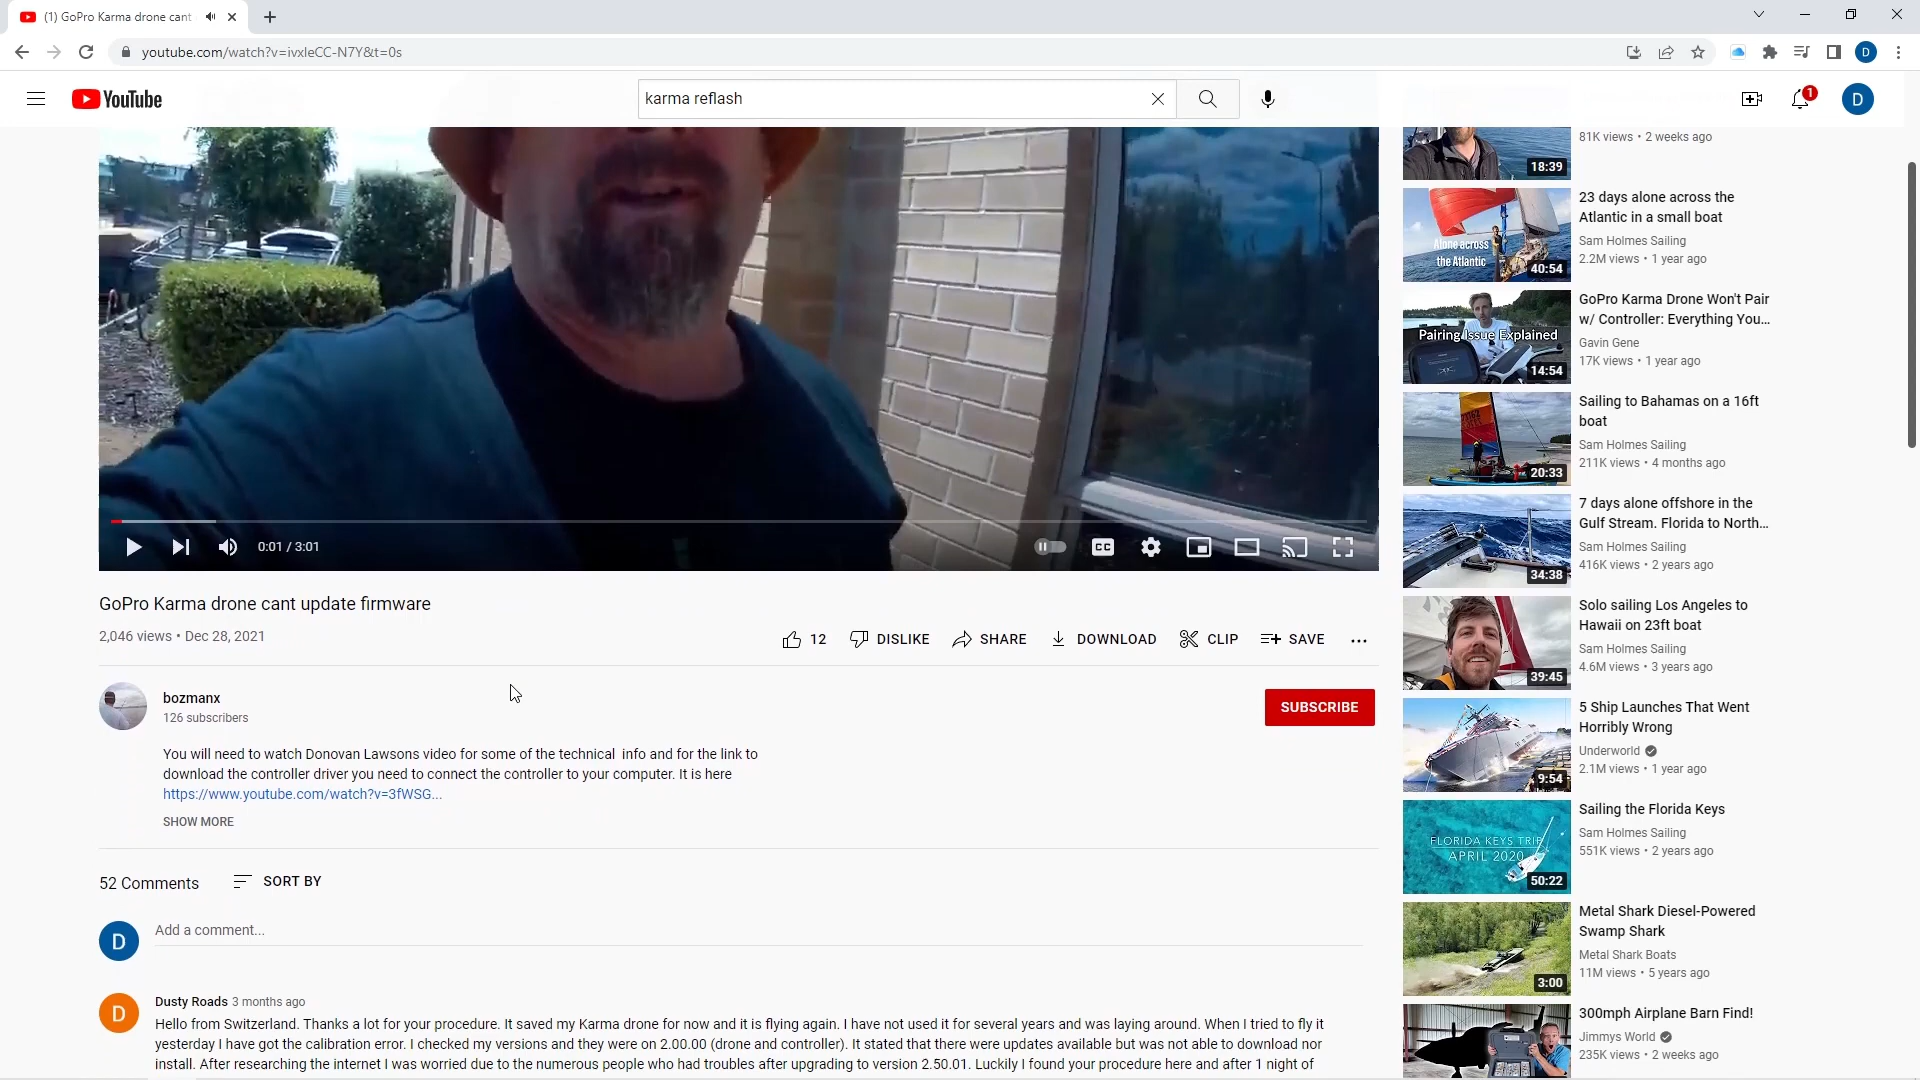 (1) GoPro Karma drone cant
youtube.com/watch?v=ivxleCC-N7Y&t=0s
D
YouTube
karma reflash
1
D
0:01 / 3:01
CC
GoPro Karma drone cant update firmware
2,046 views • Dec 28, 2021
12
DISLIKE
SHARE
DOWNLOAD
CLIP
SAVE
bozmanx
126 subscribers
SUBSCRIBE
You will need to watch Donovan Lawsons video for some of the technical info and for the link to
download the controller driver you need to connect the controller to your computer. It is here
https://www.youtube.com/watch?v=3fWSG...
SHOW MORE
52 Comments
SORT BY
D
Add a comment...
D
Dusty Roads 3 months ago
Hello from Switzerland. Thanks a lot for your procedure. It saved my Karma drone for now and it is flying again. I have not used it for several years and was laying around. When I tried to fly it
yesterday I have got the calibration error. I checked my versions and they were on 2.00.00 (drone and controller). It stated that there were updates available but was not able to download nor
install. After researching the internet I was worried due to the numerous people who had troubles after upgrading to version 2.50.01. Luckily I found your procedure here and after 1 night of
81K views • 2 weeks ago
18:39
23 days alone across the
Atlantic in a small boat
Sam Holmes Sailing
2.2M views • 1 year ago
Alone across
the Atlantic
40:54
GoPro Karma Drone Won't Pair
w/ Controller: Everything You...
Gavin Gene
17K views • 1 year ago
Pairing Issue Explained
14:54
Sailing to Bahamas on a 16ft
boat
Sam Holmes Sailing
211K views • 4 months ago
20:33
7 days alone offshore in the
Gulf Stream. Florida to North...
Sam Holmes Sailing
416K views • 2 years ago
34:38
Solo sailing Los Angeles to
Hawaii on 23ft boat
Sam Holmes Sailing
4.6M views • 3 years ago
39:45
5 Ship Launches That Went
Horribly Wrong
Underworld
2.1M views • 1 year ago
9:54
Sailing the Florida Keys
Sam Holmes Sailing
551K views • 2 years ago
FLORIDA KEYS TRIP
APRIL 2020
50:22
Metal Shark Diesel-Powered
Swamp Shark
Metal Shark Boats
11M views • 5 years ago
3:00
300mph Airplane Barn Find!
Jimmys World
235K views • 2 weeks ago